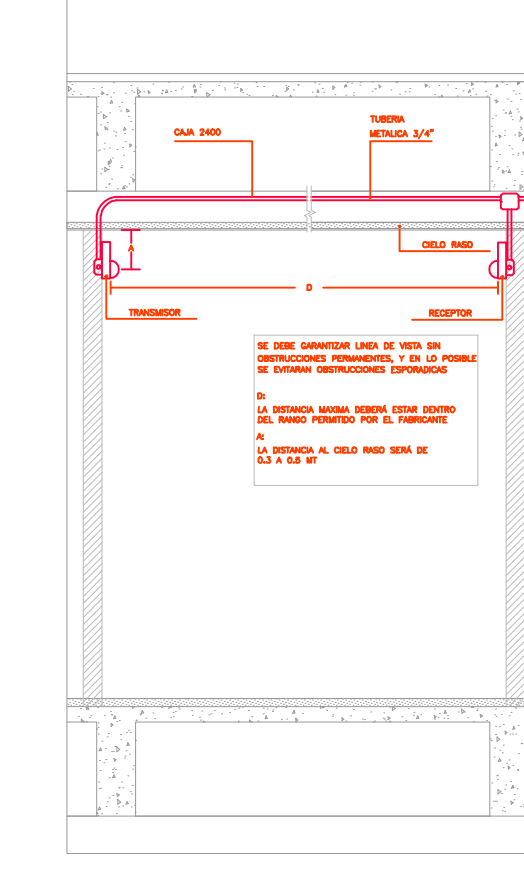 CAJA 2400
TUBERIA
METALICA 3/4"
A
CIELO RASO
D
TRANSMISOR
RECEPTOR
SE DEBE GARANTIZAR LINEA DE VISTA SIN
OBSTRUCCIONES PERMANENTES, Y EN LO POSIBLE
SE EVITARAN OBSTRUCCIONES ESPORADICAS
D:
LA DISTANCIA MAXIMA DEBERÁ ESTAR DENTRO
DEL RANGO PERMITIDO POR EL FABRICANTE
A:
LA DISTANCIA AL CIELO RASO SERÁ DE
0.3 A 0.5 MT